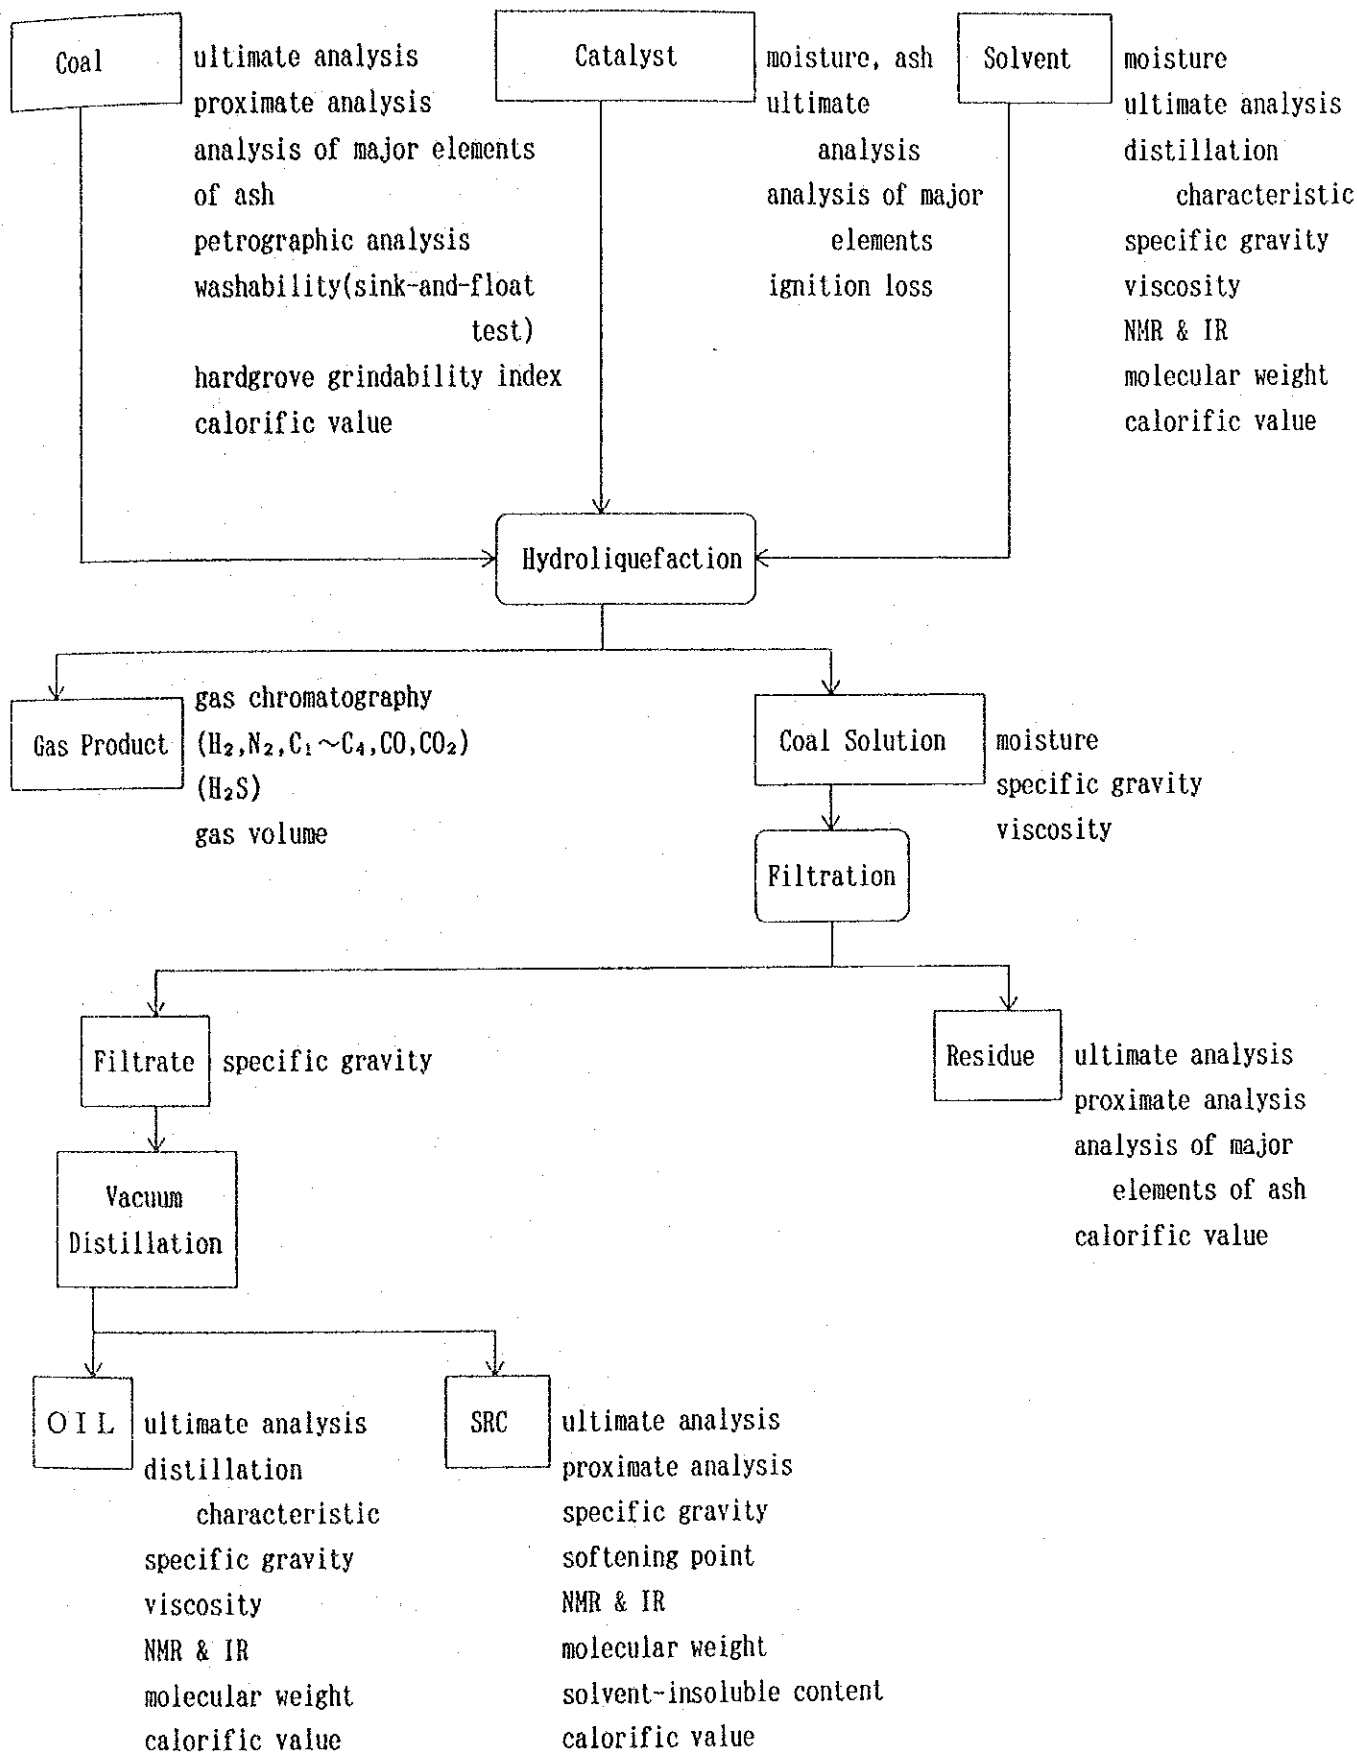 Coal
ultimate analysis
proximate analysis
analysis of major elements
of ash
petrographic analysis
washability(sink-and-float
test)
hardgrove grindability index
calorific value
Catalyst
moisture, ash
ultimate
analysis
analysis of major
elements
ignition loss
Solvent
moisture
ultimate analysis
distillation
characteristic
specific gravity
viscosity
NMR & IR
molecular weight
calorific value
Hydroliquefaction
Gas Product
gas chromatography
(H₂,N₂,C₁~C₄,CO,CO₂)
(H₂S)
gas volume
Coal Solution
moisture
specific gravity
viscosity
Filtration
Filtrate
specific gravity
Residue
ultimate analysis
proximate analysis
analysis of major
elements of ash
calorific value
Vacuum
Distillation
OIL
ultimate analysis
distillation
characteristic
specific gravity
viscosity
NMR & IR
molecular weight
calorific value
SRC
ultimate analysis
proximate analysis
specific gravity
softening point
NMR & IR
molecular weight
solvent-insoluble content
calorific value